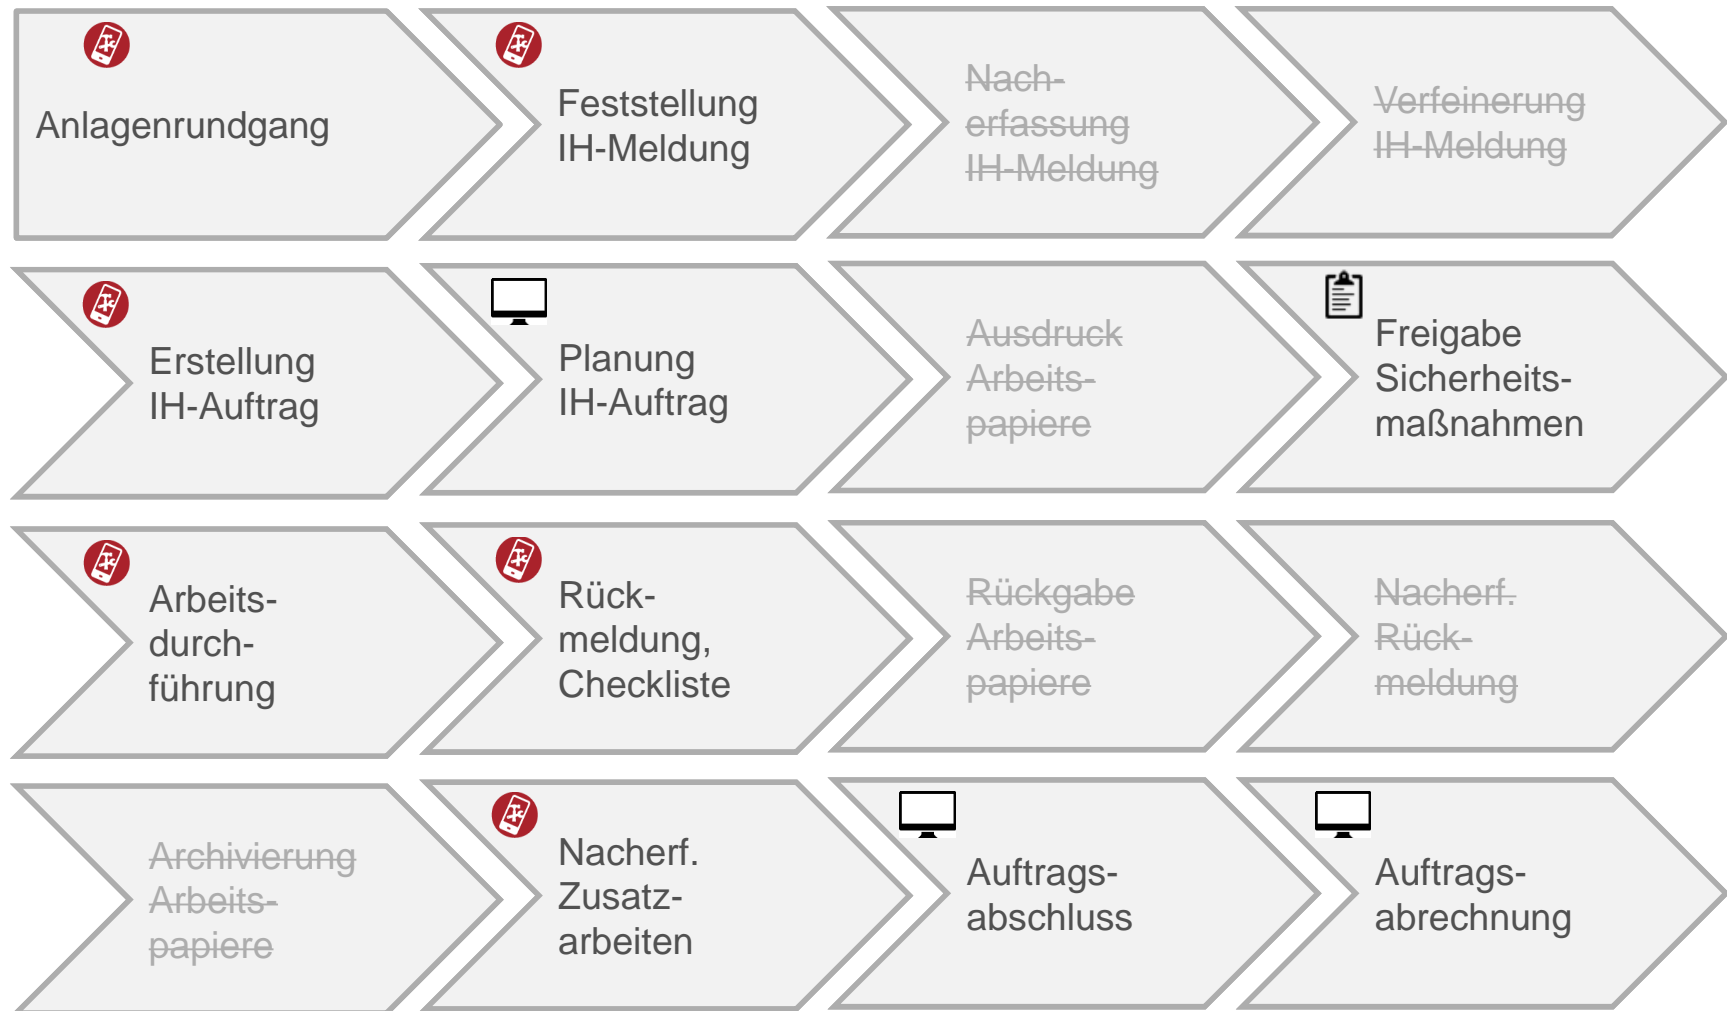 Anlagenrundgang
Feststellung
IH-Meldung
Nach-
erfassung
IH-Meldung
Verfeinerung
IH-Meldung
Erstellung
IH-Auftrag
Planung
IH-Auftrag
Ausdruck
Arbeits-
papiere
Freigabe
Sicherheits-
maßnahmen
Arbeits-
durch-
führung
Rück-
meldung,
Checkliste
Rückgabe
Arbeits-
papiere
Nacherf.
Rück-
meldung
Archivierung
Arbeits-
papiere
Nacherf.
Zusatz-
arbeiten
Auftrags-
abschluss
Auftrags-
abrechnung